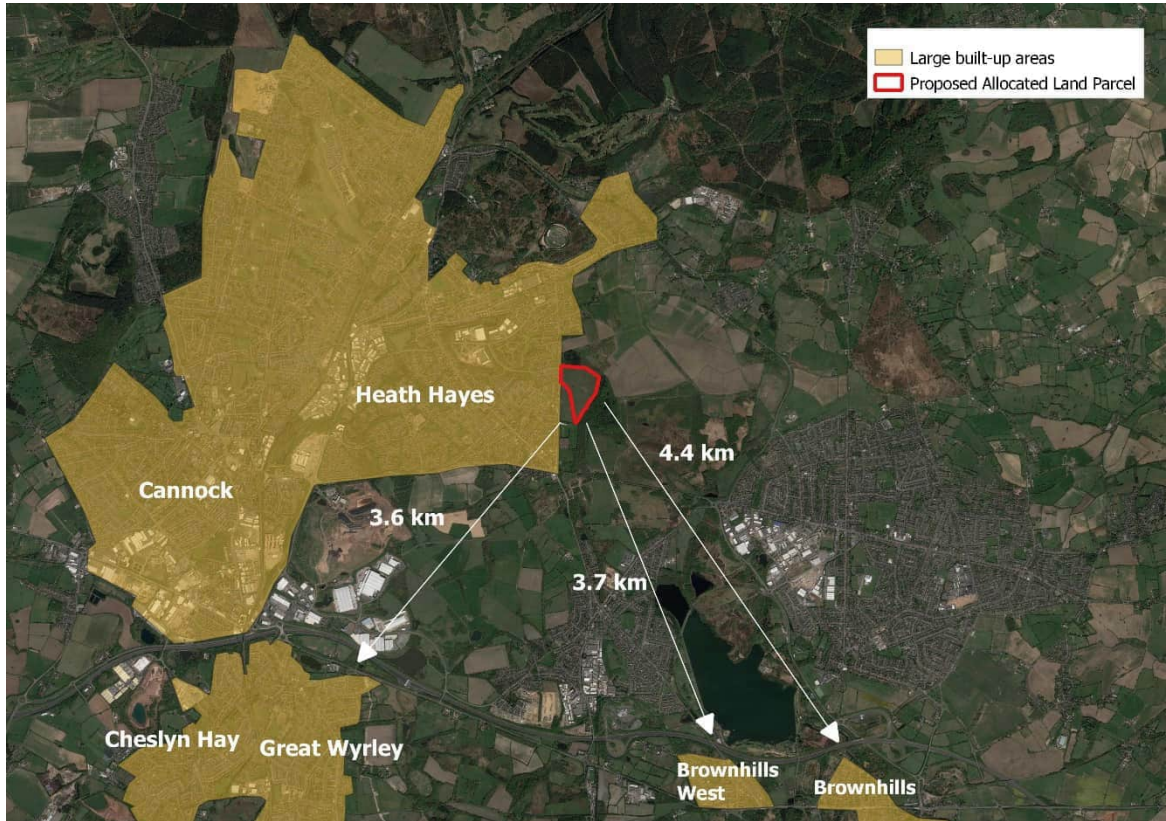 Large built-up areas
Proposed Allocated Land Parcel
Heath Hayes
4.4 km
Cannock
3.6 km
3.7 km
Cheslyn Hay
Great Wyrley
Brownhills
West
Brownhills